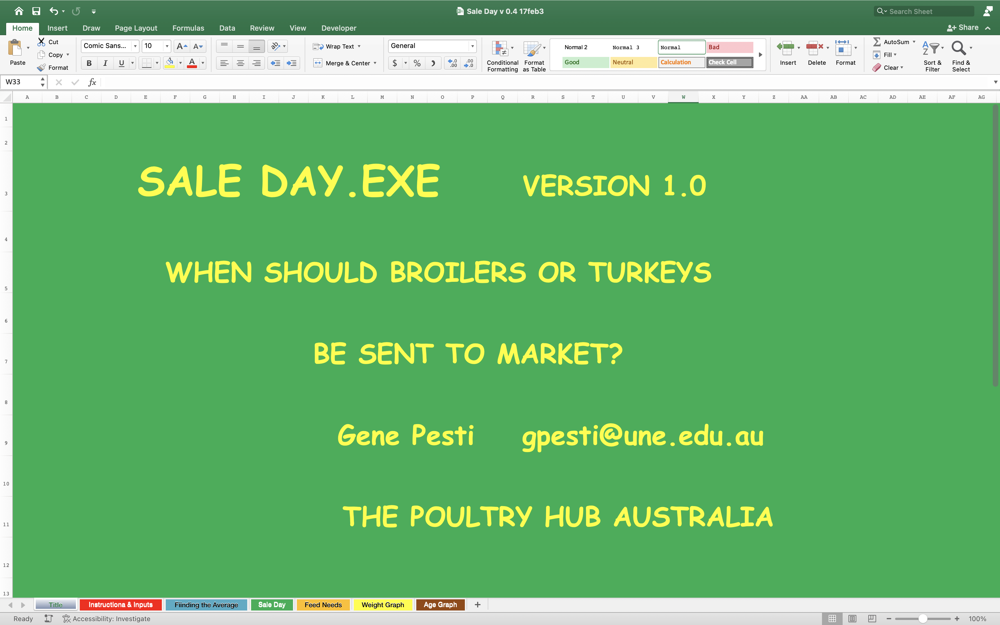 Sale Day v 0.4 17feb3
Search Sheet
Home Insert Draw Page Layout Formulas Data Review View Developer
Share
Paste
Cut
Copy
Format
Comic Sans... 10
B I U
Wrap Text
Merge & Center
General
$ % .0 .00 .00 .0
Conditional Formatting
Format as Table
Normal 2 Normal 3 Normal Bad
Good Neutral Calculation Check Cell
Insert Delete Format
AutoSum
Fill
Clear
Sort & Filter
Find & Select
W33 fx
A B C D E F G H I J K L M N O P Q R S T U V W X Y Z AA AB AC AD AE AF AG
1
2
3 SALE DAY.EXE VERSION 1.0
4
5 WHEN SHOULD BROILERS OR TURKEYS
6
7 BE SENT TO MARKET?
8
9 Gene Pesti gpesti@une.edu.au
10
11 THE POULTRY HUB AUSTRALIA
12
13
Title Instructiona & Inputs Fiinding the Average Sale Day Feed Needs Weight Graph Age Graph +
Ready Accessibility: Investigate
100%